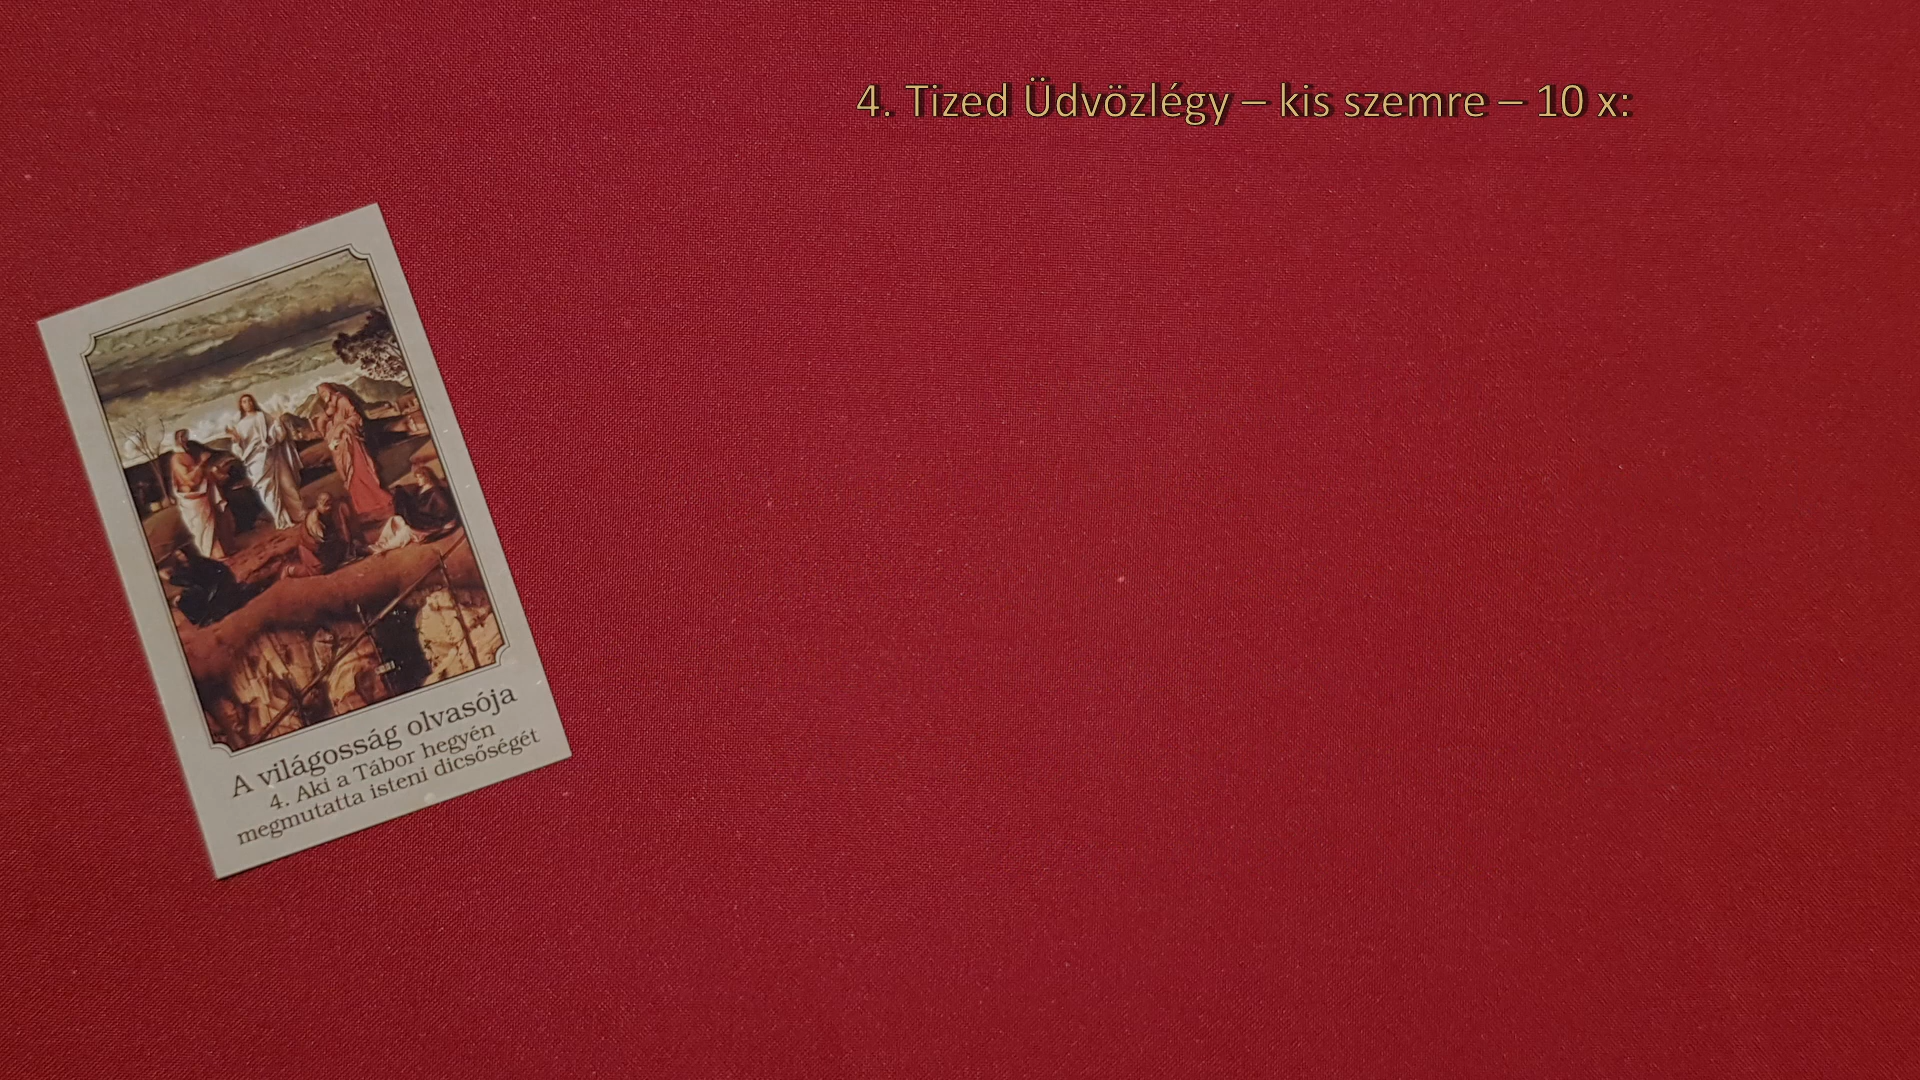 4. Tized Üdvözlégy – kis szemre – 10 x:
A világosság olvasója
4. Aki a Tábor hegyén
megmutatta isteni dicsőségét